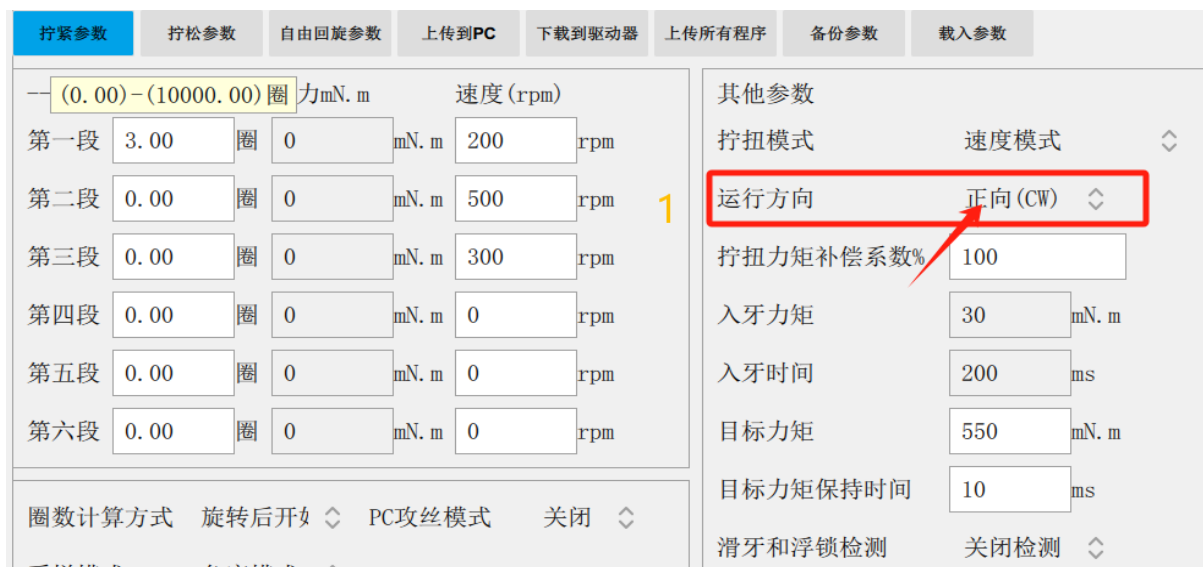 拧紧参数 拧松参数 自由回旋参数 上传到PC 下载到驱动器 上传所有程序 备份参数 载入参数
(0.00)-(10000.00)圈 力mN.m 速度(rpm)
第一段 3.00 圈 0 mN.m 200 rpm
第二段 0.00 圈 0 mN.m 500 rpm
第三段 0.00 圈 0 mN.m 300 rpm
第四段 0.00 圈 0 mN.m 0 rpm
第五段 0.00 圈 0 mN.m 0 rpm
第六段 0.00 圈 0 mN.m 0 rpm
圈数计算方式 旋转后开 PC攻丝模式 关闭
1
其他参数
拧扭模式 速度模式
运行方向 正向(CW)
拧扭力矩补偿系数% 100
入牙力矩 30 mN.m
入牙时间 200 ms
目标力矩 550 mN.m
目标力矩保持时间 10 ms
滑牙和浮锁检测 关闭检测